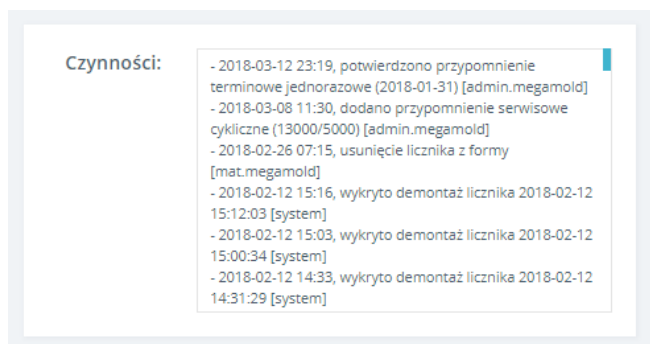 Czynności:
- 2018-03-12 23:19, potwierdzono przypomnienie
terminowe jednorazowe (2018-01-31) [admin.megamold]
- 2018-03-08 11:30, dodano przypomnienie serwisowe
cykliczne (13000/5000) [admin.megamold]
- 2018-02-26 07:15, usunięcie licznika z formy
[mat.megamold]
- 2018-02-12 15:16, wykryto demontaż licznika 2018-02-12
15:12:03 [system]
- 2018-02-12 15:03, wykryto demontaż licznika 2018-02-12
15:00:34 [system]
- 2018-02-12 14:33, wykryto demontaż licznika 2018-02-12
14:31:29 [system]